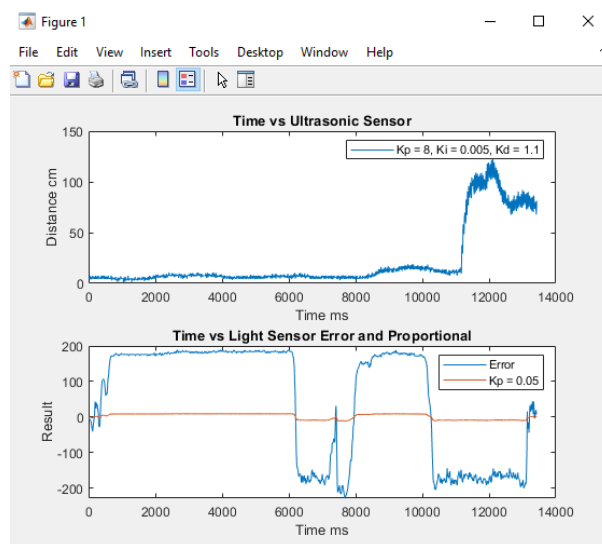 Figure 1
File Edit View Insert Tools Desktop Window Help
Time vs Ultrasonic Sensor
Kp = 8, Ki = 0.005, Kd = 1.1
150
100
50
0
Distance cm
0 2000 4000 6000 8000 10000 12000 14000
Time ms
Time vs Light Sensor Error and Proportional
Error
Kp = 0.05
200
100
0
-100
-200
Result
0 2000 4000 6000 8000 10000 12000 14000
Time ms